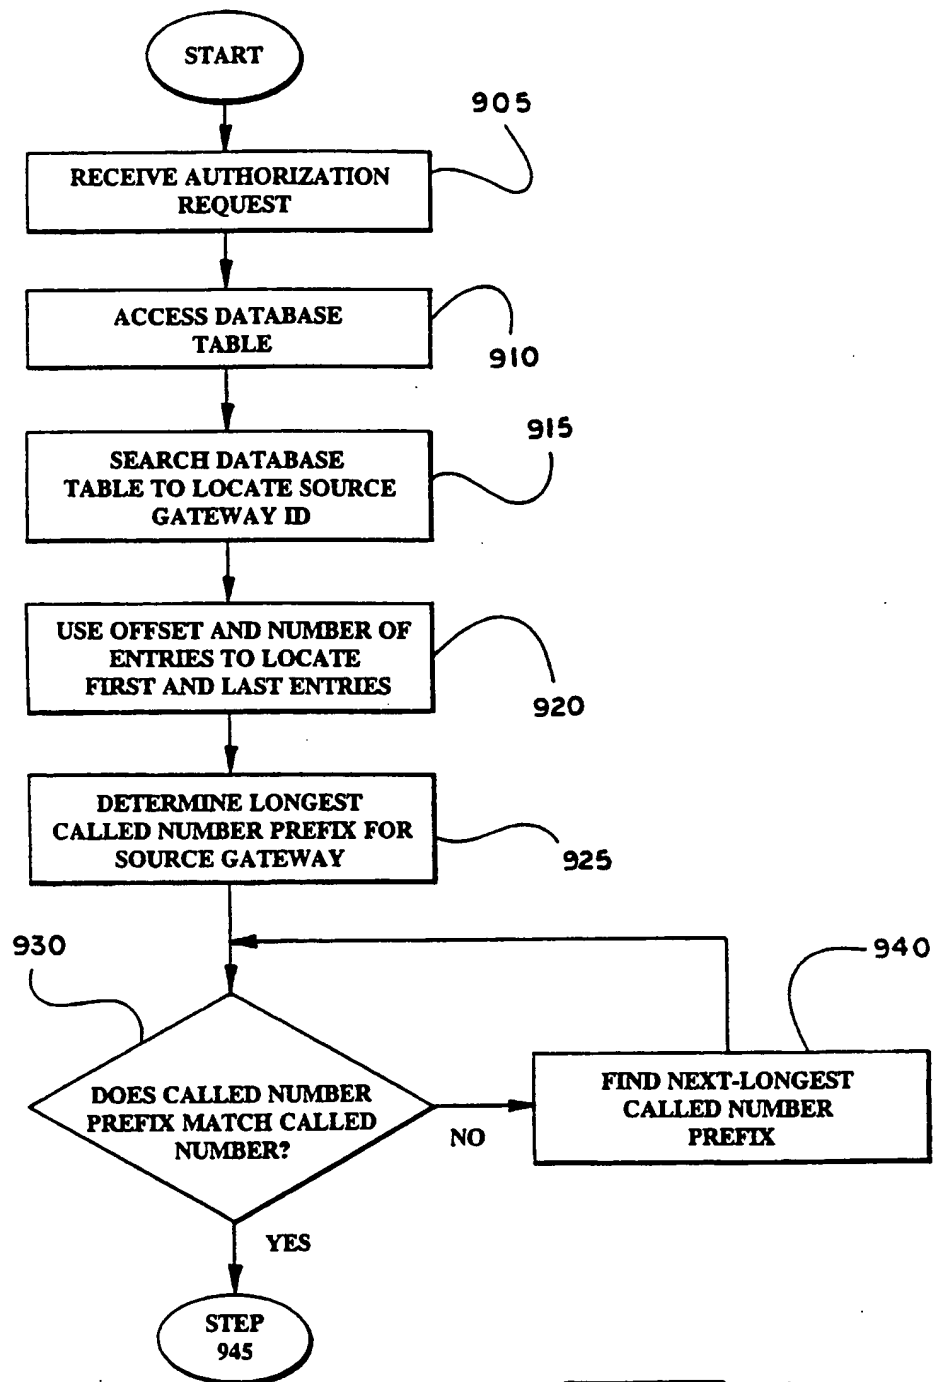 START
905
RECEIVE AUTHORIZATION
REQUEST
ACCESS DATABASE
TABLE
910
915
SEARCH DATABASE
TABLE TO LOCATE SOURCE
GATEWAY ID
USE OFFSET AND NUMBER OF
ENTRIES TO LOCATE
FIRST AND LAST ENTRIES
920
DETERMINE LONGEST
CALLED NUMBER PREFIX FOR
SOURCE GATEWAY
925
930
940
DOES CALLED NUMBER
PREFIX MATCH CALLED
NUMBER?
NO
FIND NEXT-LONGEST
CALLED NUMBER
PREFIX
YES
STEP
945